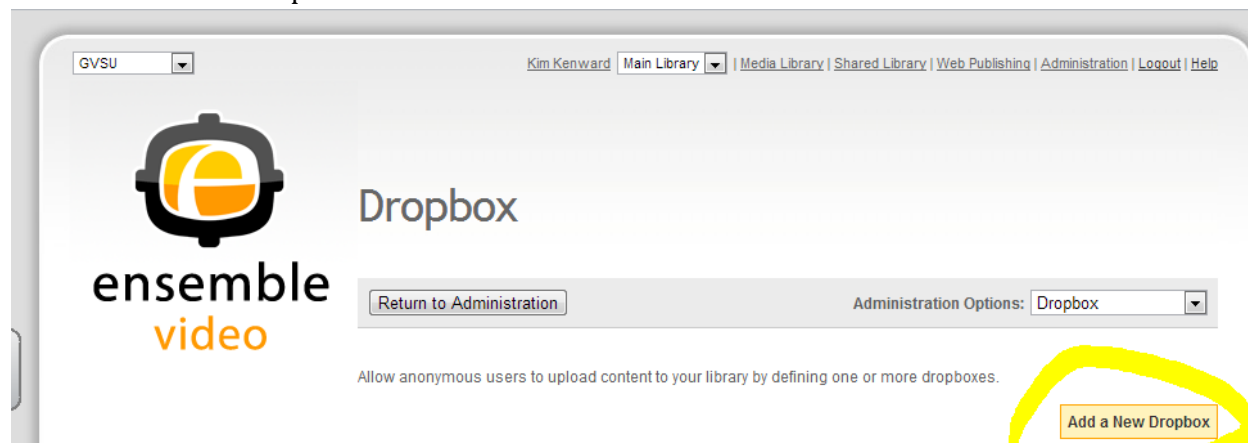 GVSU
Kim Kenward Main Library | Media Library | Shared Library | Web Publishing | Administration | Logout | Help
e
Dropbox
ensemble
video
Return to Administration Administration Options: Dropbox
Allow anonymous users to upload content to your library by defining one or more dropboxes.
Add a New Dropbox